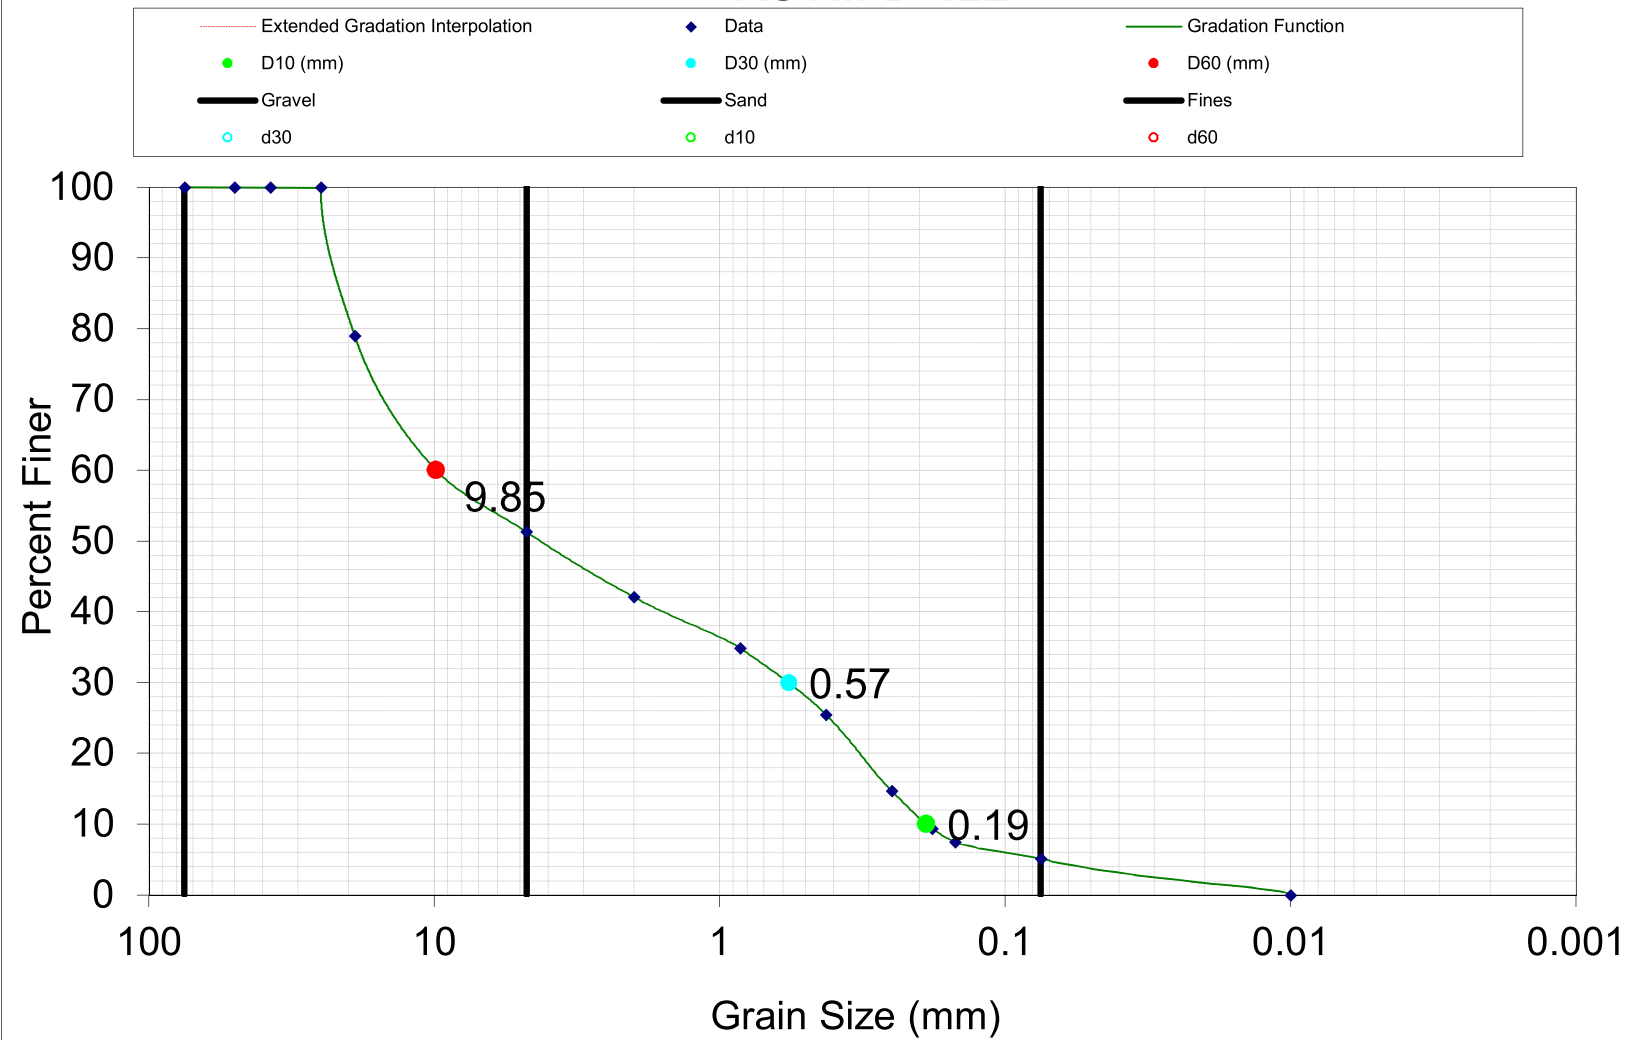 Extended Gradation Interpolation Data Gradation Function
D10 (mm) D30 (mm) D60 (mm)
Gravel Sand Fines
d30 d10 d60
100
90
80
70
60
50
40
30
20
10
0
Percent Finer
9.85
0.57
0.19
100 10 1 0.1 0.01 0.001
Grain Size (mm)